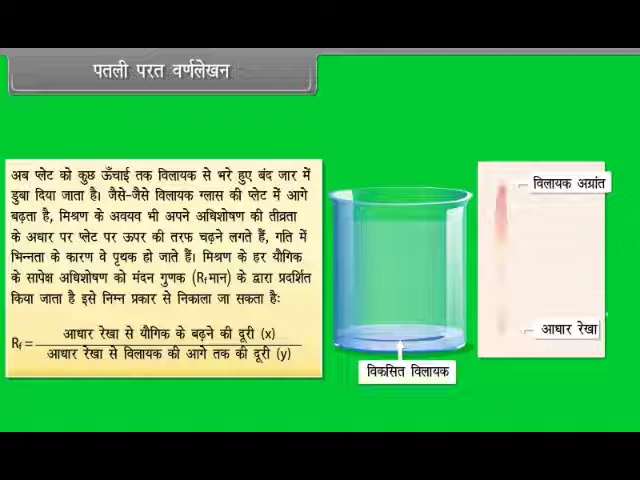 पतली परत वर्णलेखन
अब प्लेट को कुछ ऊँचाई तक विलायक से भरे हुए बंद जार में
डुबा दिया जाता है। जैसे-जैसे विलायक ग्लास की प्लेट में आगे
बढ़ता है, मिश्रण के अवयव भी अपने अधिशोषण की तीव्रता
के अधार पर प्लेट पर ऊपर की तरफ चढ़ने लगते हैं, गति में
भिन्नता के कारण वे पृथक हो जाते हैं। मिश्रण के हर यौगिक
के सापेक्ष अधिशोषण को मंदन गुणक (Rfमान) के द्वारा प्रदर्शित
किया जाता है इसे निम्न प्रकार से निकाला जा सकता हैः
आधार रेखा से यौगिक के बढ़ने की दूरी (x)
Rf =
आधार रेखा से विलायक की आगे तक की दूरी (y)
विलायक अग्रांत
आधार रेखा
विकसित विलायक